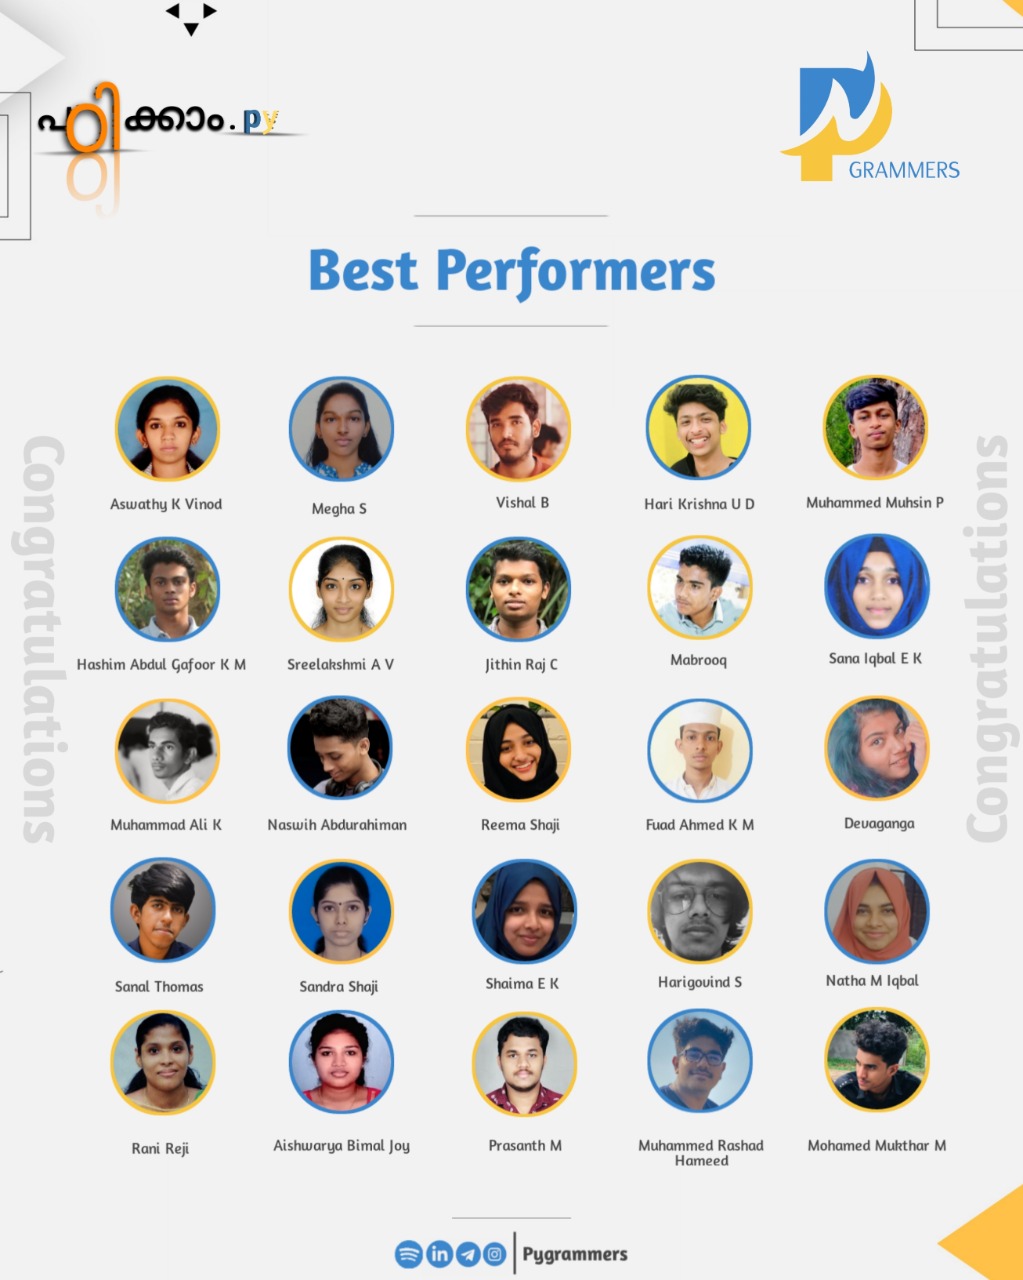 പഠിക്കാം.py
GRAMMERS
Best Performers
Congratulations
Congratulations
Aswathy K Vinod
Megha S
Vishal B
Hari Krishna U D
Muhammed Muhsin P
Hashim Abdul Gafoor K M
Sreelakshmi A V
Jithin Raj C
Mabrooq
Sana Iqbal E K
Muhammad Ali K
Naswih Abdurahiman
Reema Shaji
Fuad Ahmed K M
Devaganga
Sanal Thomas
Sandra Shaji
Shaima E K
Harigovind S
Natha M Iqbal
Rani Reji
Aishwarya Bimal Joy
Prasanth M
Muhammed Rashad
Hameed
Mohamed Mukthar M
in
Pygrammers